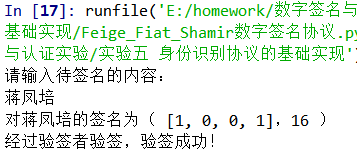 In [17]: runfile('E:/homework/数字签名与
基础实现/Feige_Fiat_Shamir数字签名协议.py
与认证实验/实验五 身份识别协议的基础实现')
请输入待签名的内容：
蒋凤培
对蒋凤培的签名为（ [1, 0, 0, 1]，16 ）
经过验签者验签，验签成功！